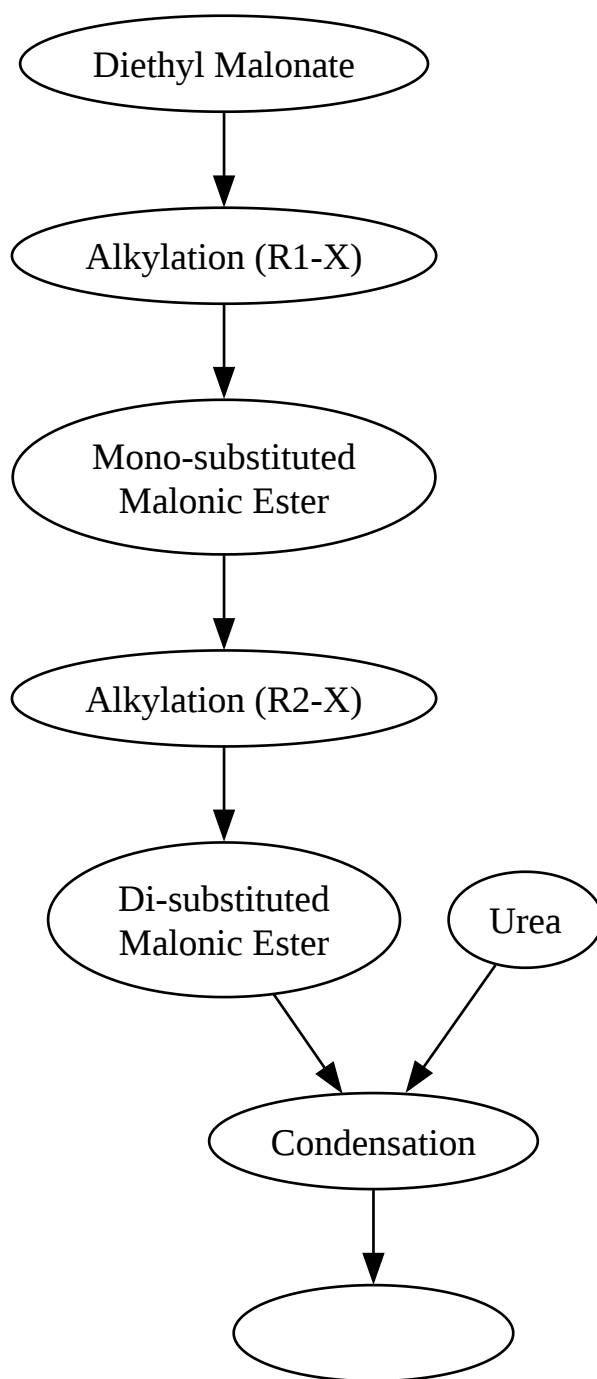 Diethyl Malonate
Alkylation (R1-X)
Mono-substituted
Malonic Ester
Alkylation (R2-X)
Di-substituted
Malonic Ester
Urea
Condensation